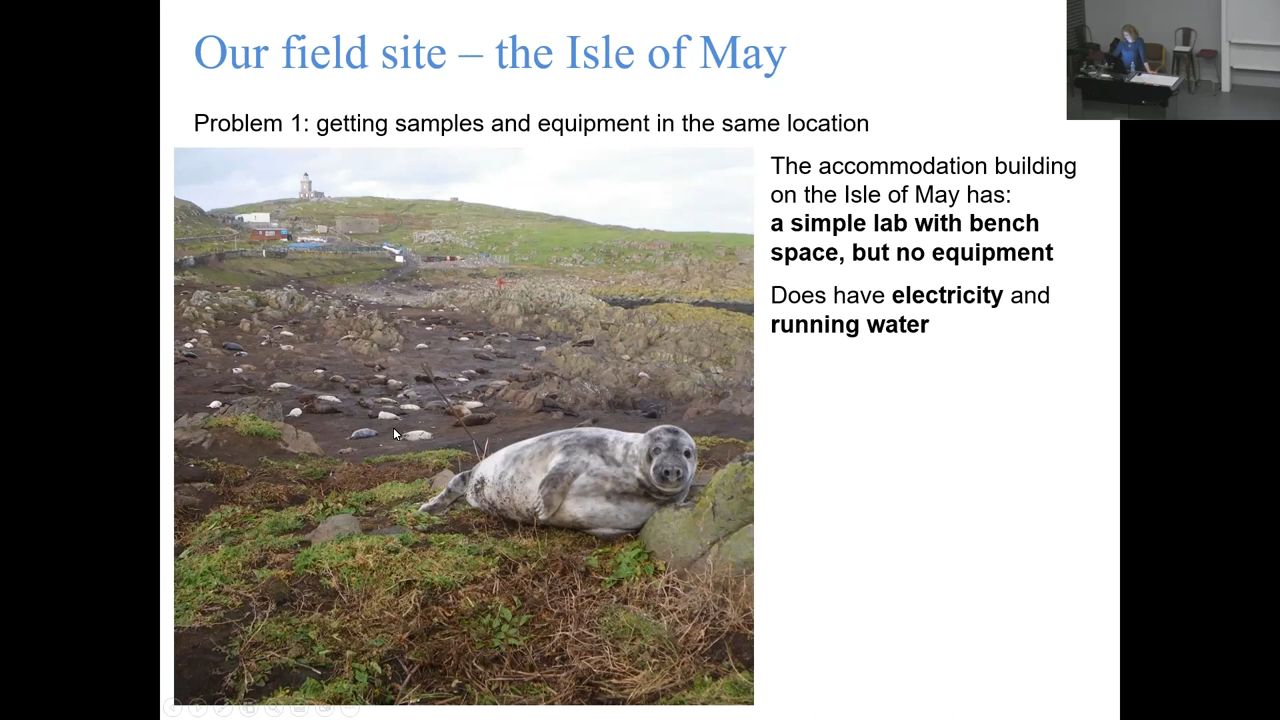 Our field site – the Isle of May
Problem 1: getting samples and equipment in the same location
The accommodation building
on the Isle of May has:
a simple lab with bench
space, but no equipment
Does have electricity and
running water